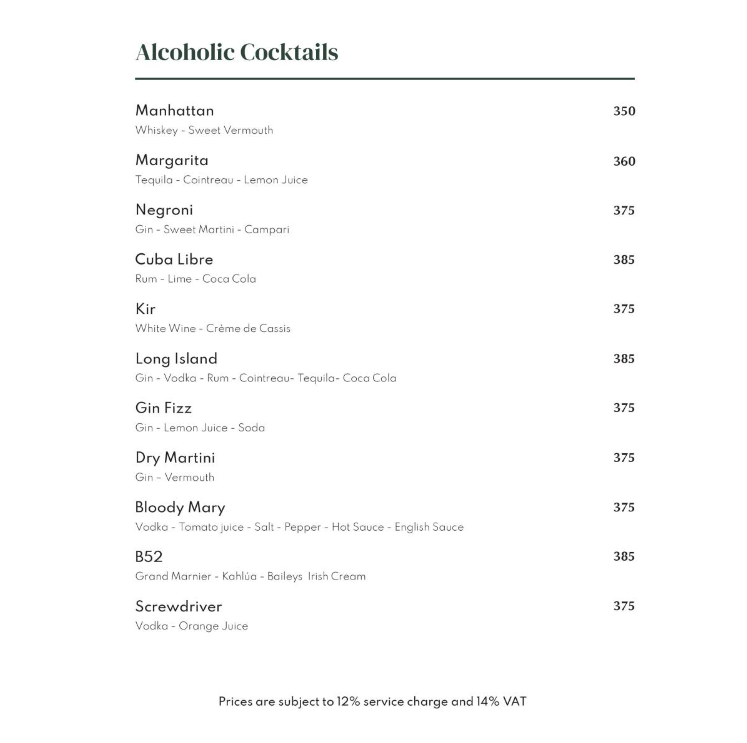 Alcoholic Cocktails
Manhattan 350
Whiskey - Sweet Vermouth
Margarita 360
Tequila - Cointreau - Lemon Juice
Negroni 375
Gin - Sweet Martini - Campari
Cuba Libre 385
Rum - Lime - Coca Cola
Kir 375
White Wine - Crème de Cassis
Long Island 385
Gin - Vodka - Rum - Cointreau- Tequila- Coca Cola
Gin Fizz 375
Gin - Lemon Juice - Soda
Dry Martini 375
Gin - Vermouth
Bloody Mary 375
Vodka - Tomato juice - Salt - Pepper - Hot Sauce - English Sauce
B52 385
Grand Marnier - Kahlúa - Baileys Irish Cream
Screwdriver 375
Vodka - Orange Juice
Prices are subject to 12% service charge and 14% VAT